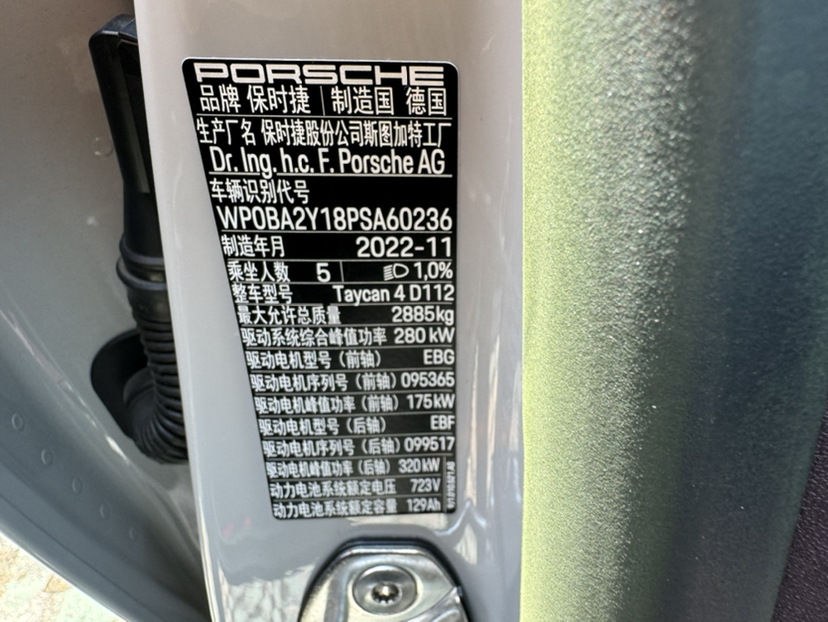 PORSCHE
品牌 保时捷 制造国 德国
生产厂名 保时捷股份公司斯图加特工厂
Dr. Ing. h.c. F. Porsche AG
车辆识别代号
WP0BA2Y18PSA60236
制造年月 2022-11
乘坐人数 5 1,0%
整车型号 Taycan 4 D112
最大允许总质量 2885kg
驱动系统综合峰值功率 280 kW
驱动电机型号（前轴） EBG
驱动电机序列号（前轴）095365
驱动电机峰值功率（前轴）175kW
驱动电机型号（后轴） EBF
驱动电机序列号（后轴）099517
驱动电机峰值功率（后轴）320 kW
动力电池系统额定电压 723V
动力电池系统额定容量 129Ah